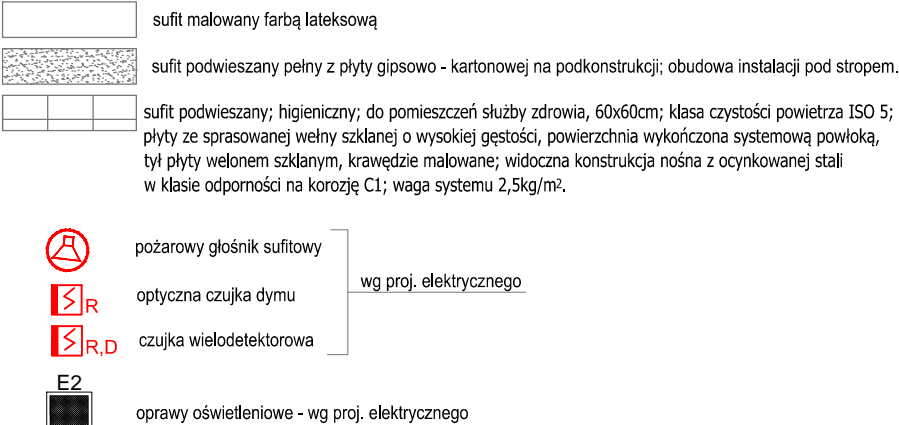 sufit malowany farbą lateksową
sufit podwieszany pełny z płyty gipsowo - kartonowej na podkonstrukcji; obudowa instalacji pod stropem.
sufit podwieszany; higieniczny; do pomieszczeń służby zdrowia, 60x60cm; klasa czystości powietrza ISO 5;
płyty ze sprasowanej wełny szklanej o wysokiej gęstości, powierzchnia wykończona systemową powłoką,
tył płyty welonem szklanym, krawędzie malowane; widoczna konstrukcja nośna z ocynkowanej stali
w klasie odporności na korozję C1; waga systemu 2,5kg/m².
pożarowy głośnik sufitowy
wg proj. elektrycznego
R optyczna czujka dymu
R,D czujka wielodetektorowa
E2
oprawy oświetleniowe - wg proj. elektrycznego